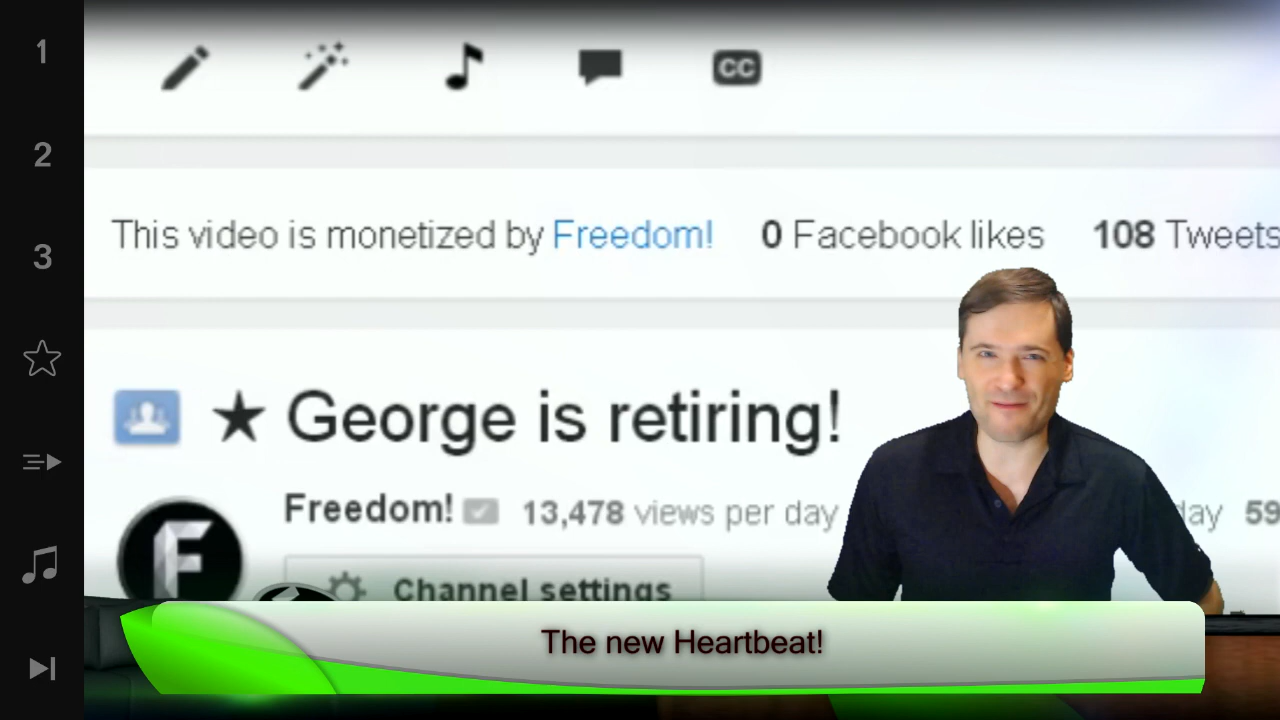 1
2
3
CC
This video is monetized by Freedom! 0 Facebook likes 108 Tweets
★ George is retiring!
Freedom! 13,478 views per day day 59
F
Channel settings
The new Heartbeat!